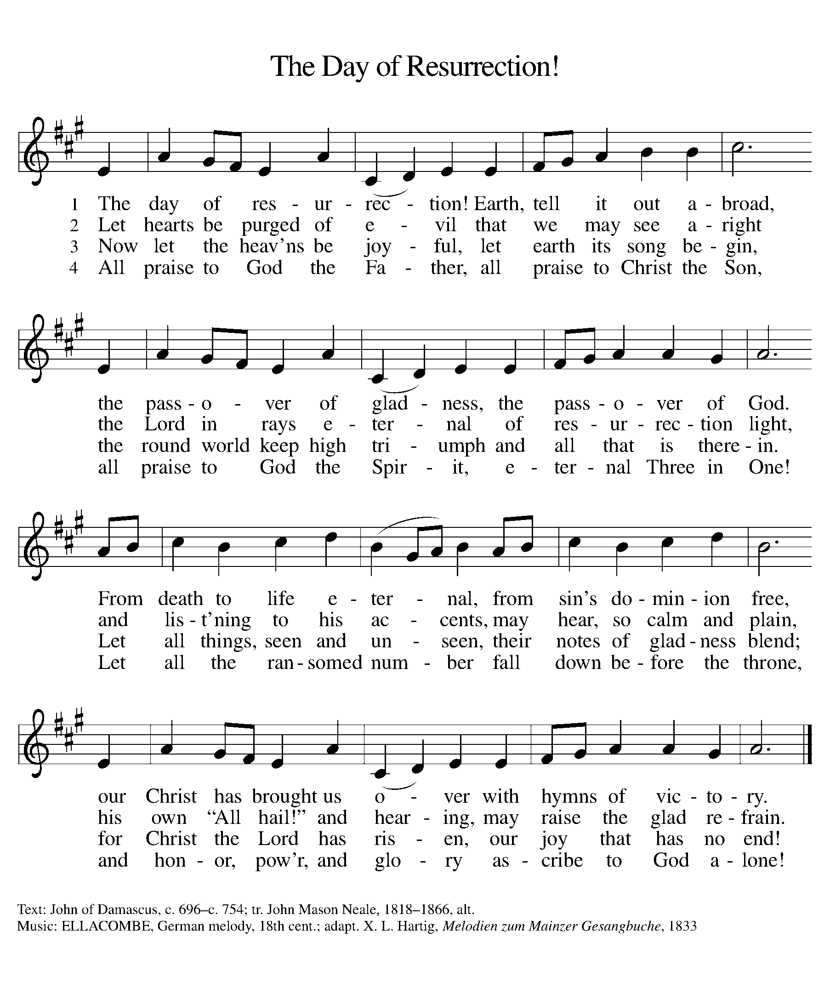 The Day of Resurrection!
1 The day of res - ur - rec - tion! Earth, tell it out a - broad,
2 Let hearts be purged of e - vil that we may see a - right
3 Now let the heav'ns be joy - ful, let earth its song be - gin,
4 All praise to God the Fa - ther, all praise to Christ the Son,
the pass - o - ver of glad - ness, the pass - o - ver of God.
the Lord in rays e - ter - nal of res - ur - rec - tion light,
the round world keep high tri - umph and all that is there - in.
all praise to God the Spir - it, e - ter - nal Three in One!
From death to life e - ter - nal, from sin's do - min - ion free,
and lis - t'ning to his ac - cents, may hear, so calm and plain,
Let all things, seen and un - seen, their notes of glad - ness blend;
Let all the ran - somed num - ber fall down be - fore the throne,
our Christ has brought us o - ver with hymns of vic - to - ry.
his own “All hail!” and hear - ing, may raise the glad re - frain.
for Christ the Lord has ris - en, our joy that has no end!
and hon - or, pow'r, and glo - ry as - cribe to God a - lone!
Text: John of Damascus, c. 696–c. 754; tr. John Mason Neale, 1818–1866, alt.
Music: ELLACOMBE, German melody, 18th cent.; adapt. X. L. Hartig, Melodien zum Mainzer Gesangbuche, 1833